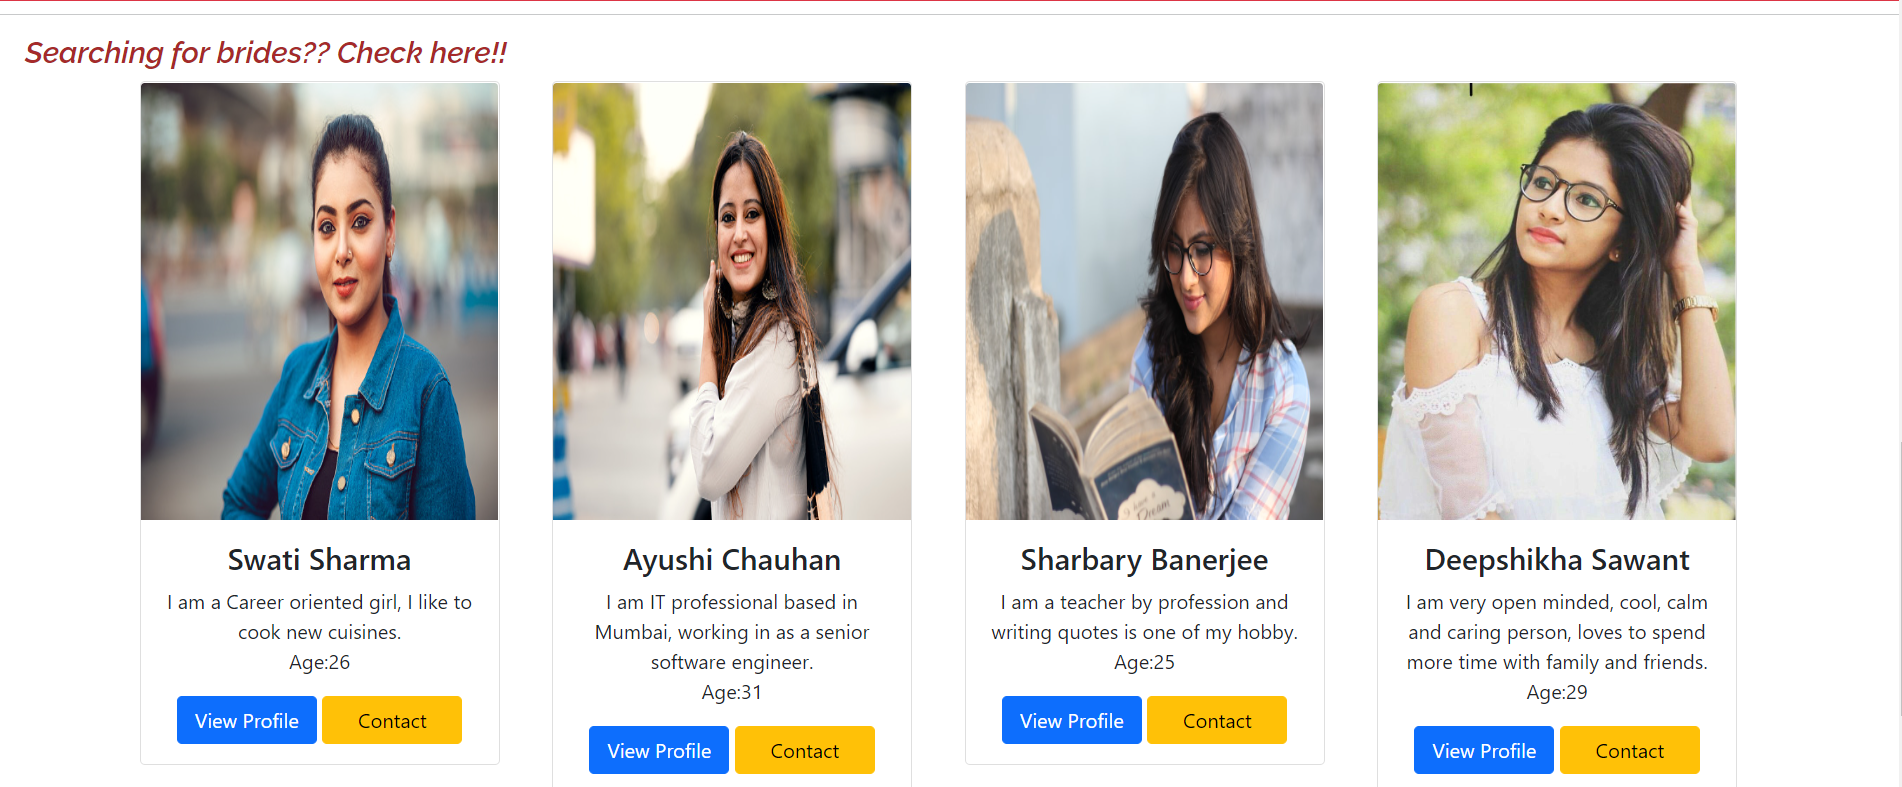 Searching for brides?? Check here!!
I have a
Dream
Swati Sharma
I am a Career oriented girl, I like to
cook new cuisines.
Age:26
View Profile
Contact
Ayushi Chauhan
I am IT professional based in
Mumbai, working in as a senior
software engineer.
Age:31
View Profile
Contact
Sharbary Banerjee
I am a teacher by profession and
writing quotes is one of my hobby.
Age:25
View Profile
Contact
Deepshikha Sawant
I am very open minded, cool, calm
and caring person, loves to spend
more time with family and friends.
Age:29
View Profile
Contact